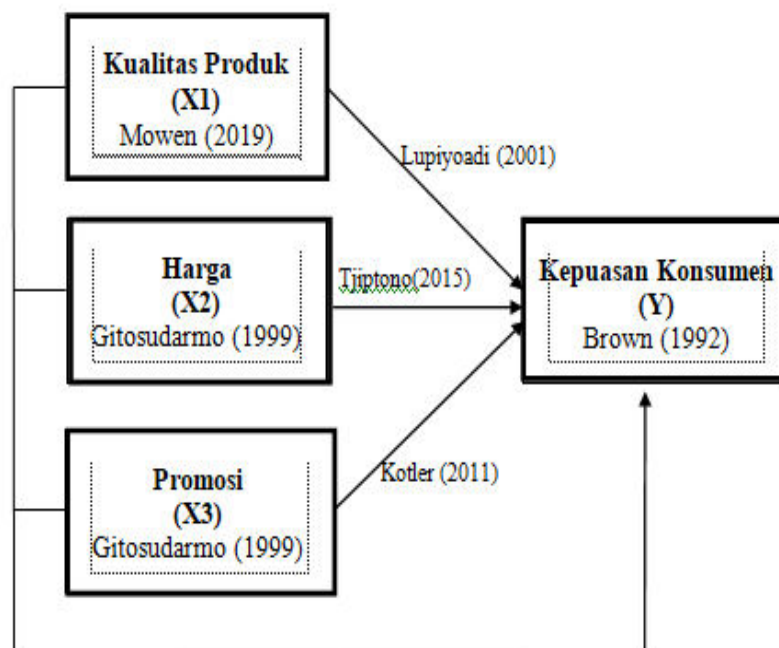 Kualitas Produk
(X1)
Mowen (2019)
Lupiyoadi (2001)
Harga
(X2)
Gitosudarmo (1999)
Tjiptono(2015)
Kepuasan Konsumen
(Y)
Brown (1992)
Promosi
(X3)
Gitosudarmo (1999)
Kotler (2011)